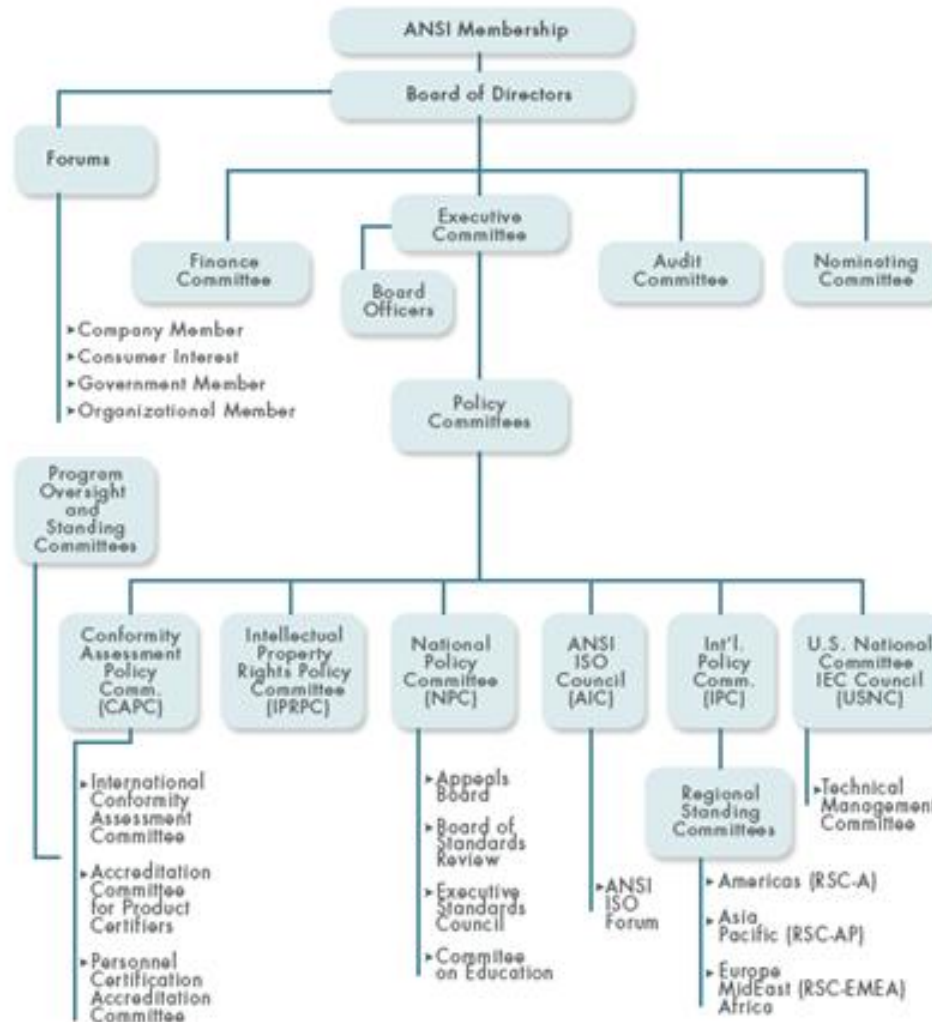 ANSI Membership
Board of Directors
Forums
Executive
Committee
Finance
Committee
Board
Officers
Audit
Committee
Nominating
Committee
Company Member
Consumer Interest
Government Member
Organizational Member
Policy
Committees
Program
Oversight
and
Standing
Committees
Conformity
Assessment
Policy
Comm.
(CAPC)
Intellectual
Property
Rights Policy
Committee
(IPRPC)
National
Policy
Committee
(NPC)
ANSI
ISO
Council
(AIC)
Int'l.
Policy
Comm.
(IPC)
U.S. National
Committee
IEC Council
(USNC)
International
Conformity
Assessment
Committee
Accreditation
Committee
for Product
Certifiers
Personnel
Certification
Accreditation
Committee
Appeals
Board
Board of
Standards
Review
Executive
Standards
Council
Commitee
on Education
ANSI
ISO
Forum
Regional
Standing
Committees
Americas (RSC-A)
Asia
Pacific (RSC-AP)
Europe
MidEast (RSC-EMEA)
Africa
Technical
Management
Committee